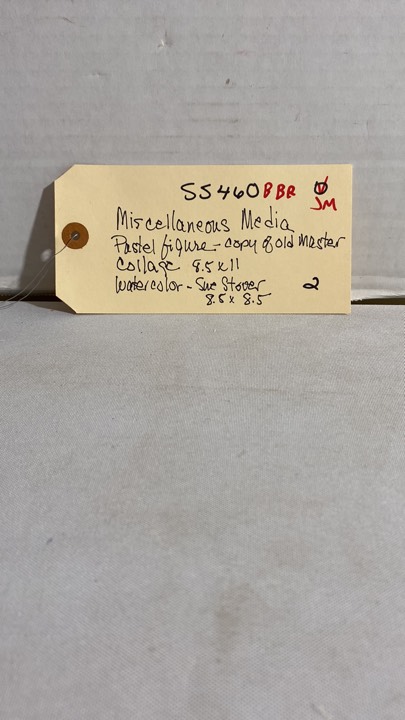 SS460 BBR
JM
Miscellaneous Media
Pastel figure - copy of old Master
Collage 8.5 x 11
Watercolor - Sue Stover 2
8.5 x 8.5